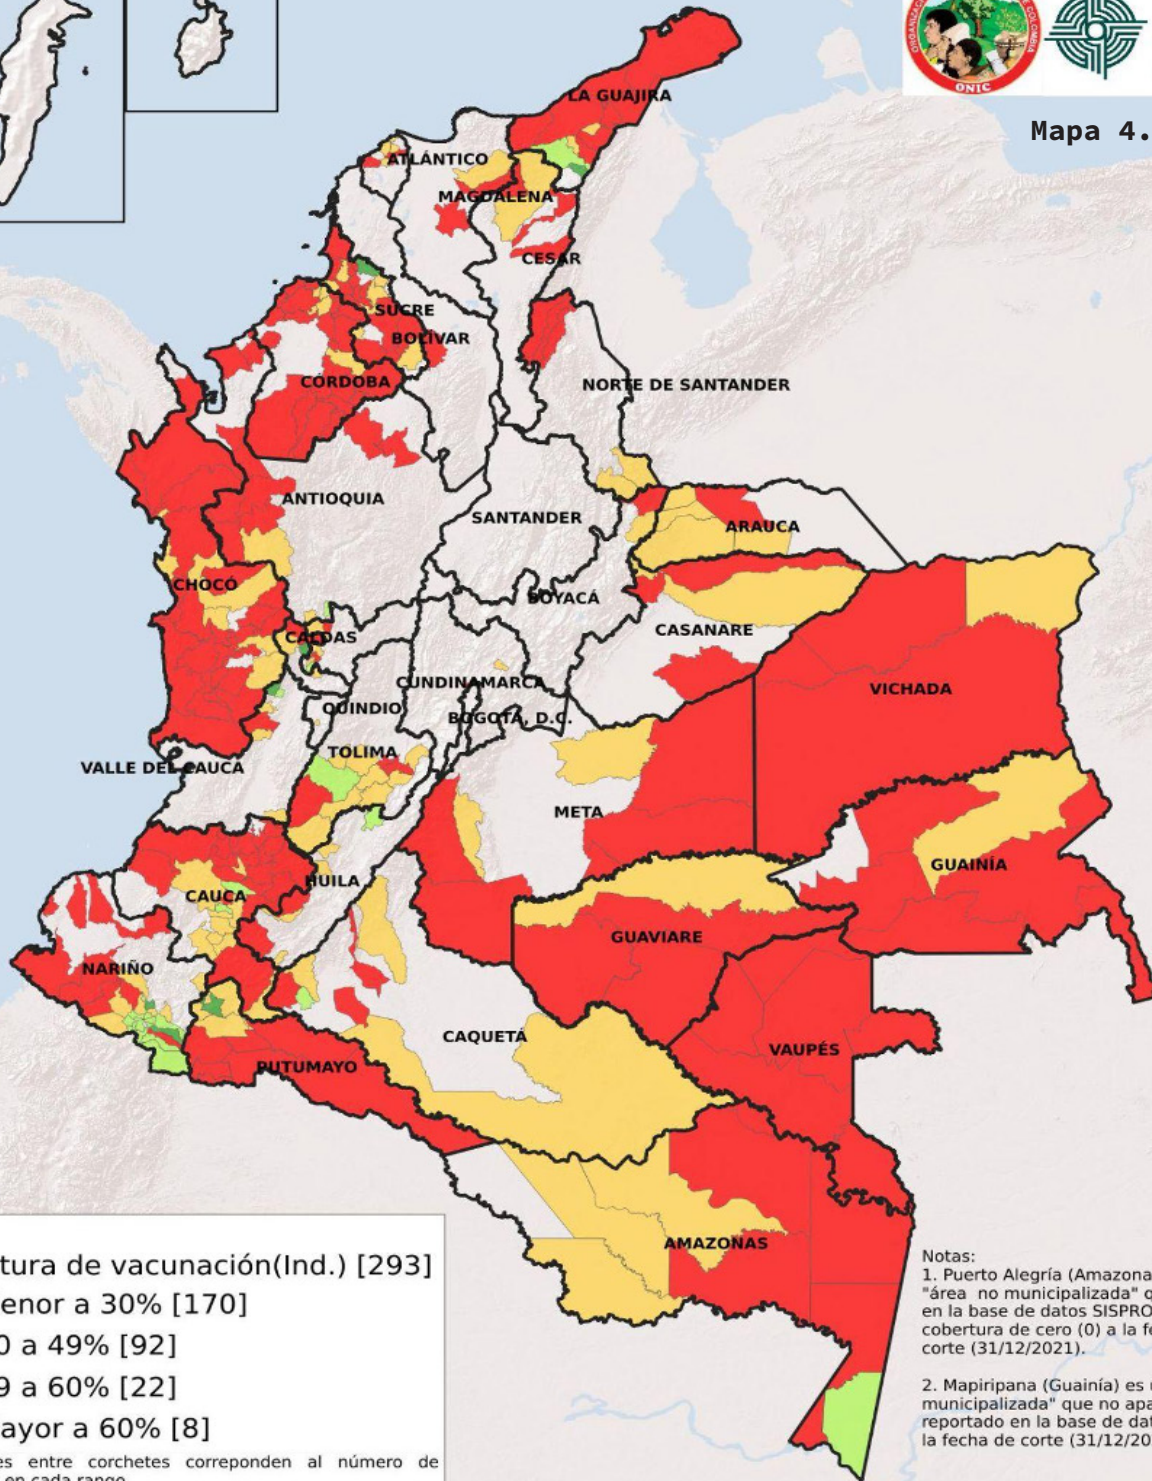 ONIC
Mapa 4.
LA GUAJIRA
ATLÁNTICO
MAGDALENA
CESAR
SUCRE
BOLÍVAR
CÓRDOBA
NORTE DE SANTANDER
ANTIOQUIA
SANTANDER
ARAUCA
CHOCÓ
BOYACÁ
CALDAS
CASANARE
CUNDINAMARCA
VICHADA
QUINDIO
BOGOTÁ, D.C.
TOLIMA
VALLE DEL CAUCA
META
GUAINÍA
HUILA
CAUCA
GUAVIARE
NARIÑO
CAQUETÁ
VAUPÉS
PUTUMAYO
AMAZONAS
tura de vacunación(Ind.) [293]
enor a 30% [170]
0 a 49% [92]
9 a 60% [22]
ayor a 60% [8]
es entre corchetes correponden al número de
en cada rango
Notas:
1. Puerto Alegría (Amazona
"área no municipalizada" q
en la base de datos SISPRO
cobertura de cero (0) a la fe
corte (31/12/2021).
2. Mapiripana (Guainía) es
municipalizada" que no apa
reportado en la base de dat
la fecha de corte (31/12/20